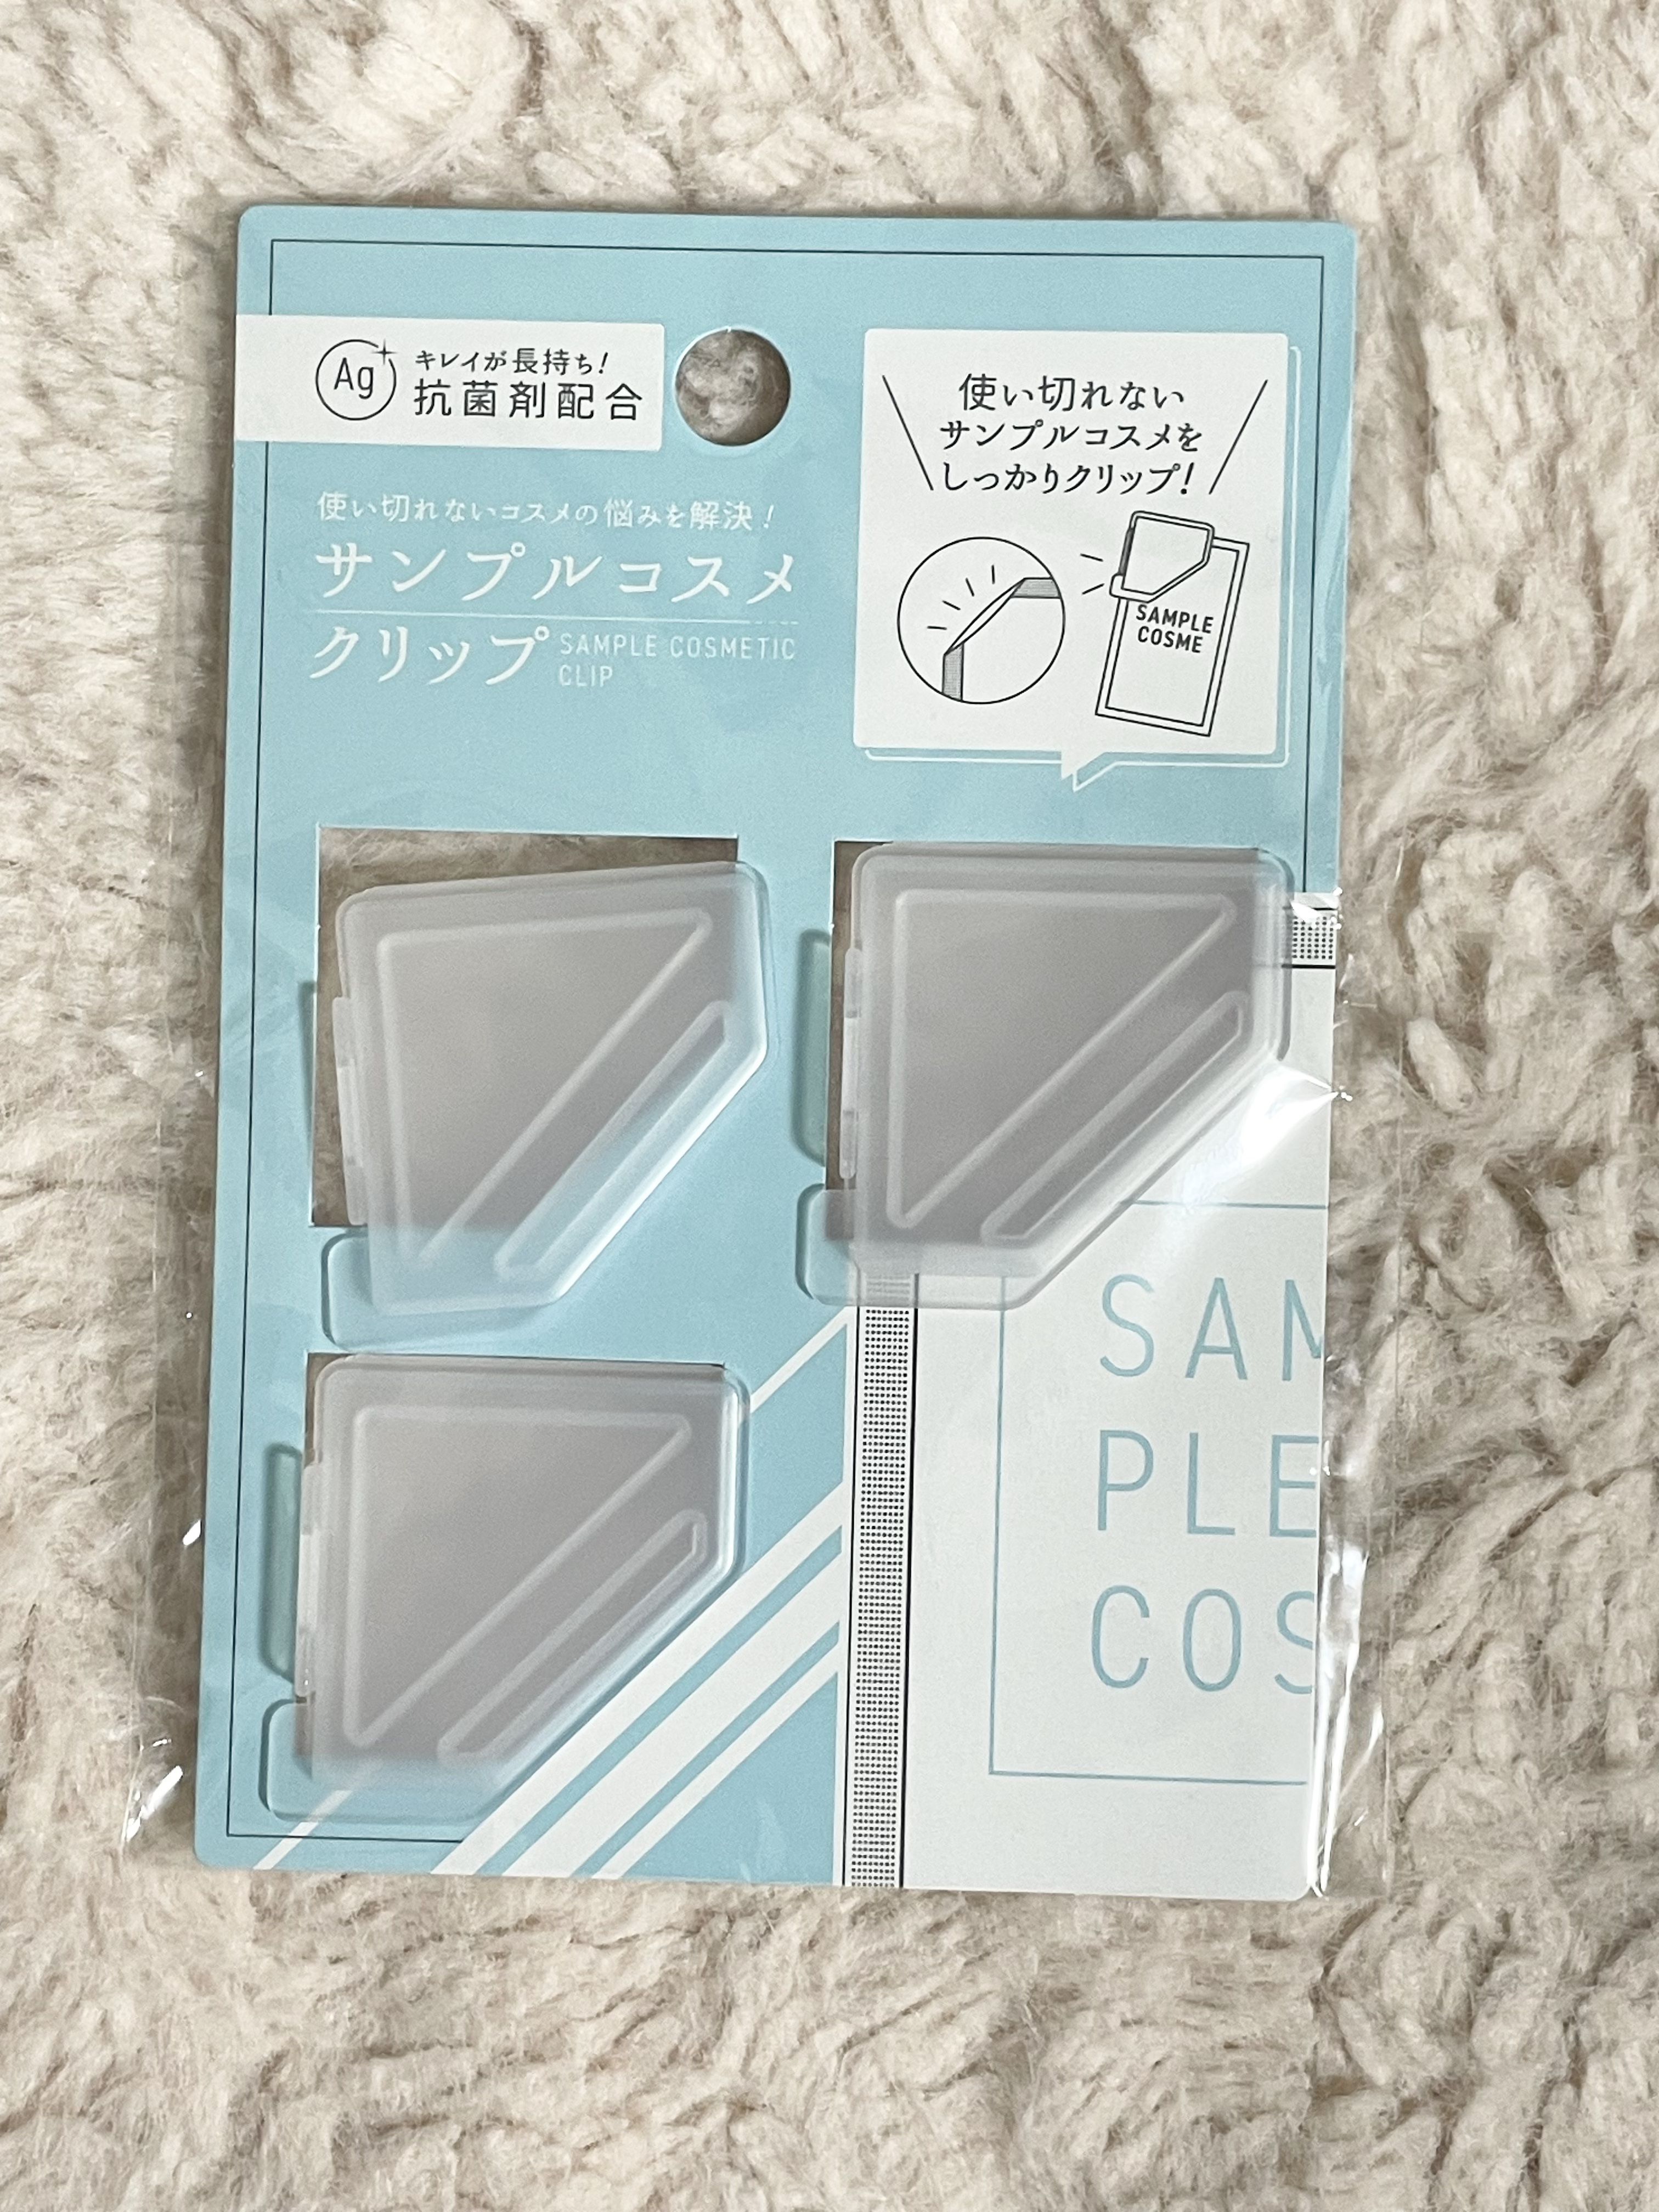 Ag
キレイが長持ち!
抗菌剤配合
使い切れないコスメの悩みを解決!
サンプルコスメ
クリップ
SAMPLE COSMETIC
CLIP
使い切れない
サンプルコスメを
しっかりクリップ!
SAMPLE
COSME
SAM
PLE
COS